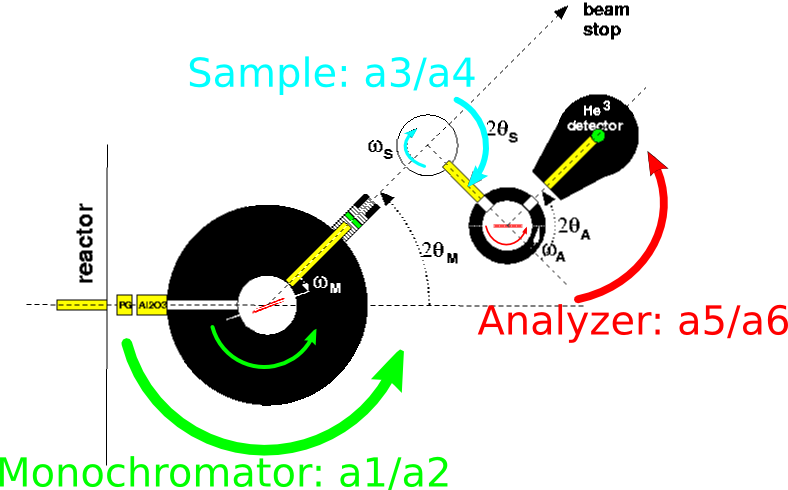 beam
stop
Sample: a3/a4
He3
detector
2θS
ωS
reactor
2θA
ωA
2θM
ωM
PG
Al2O3
Analyzer: a5/a6
Monochromator: a1/a2